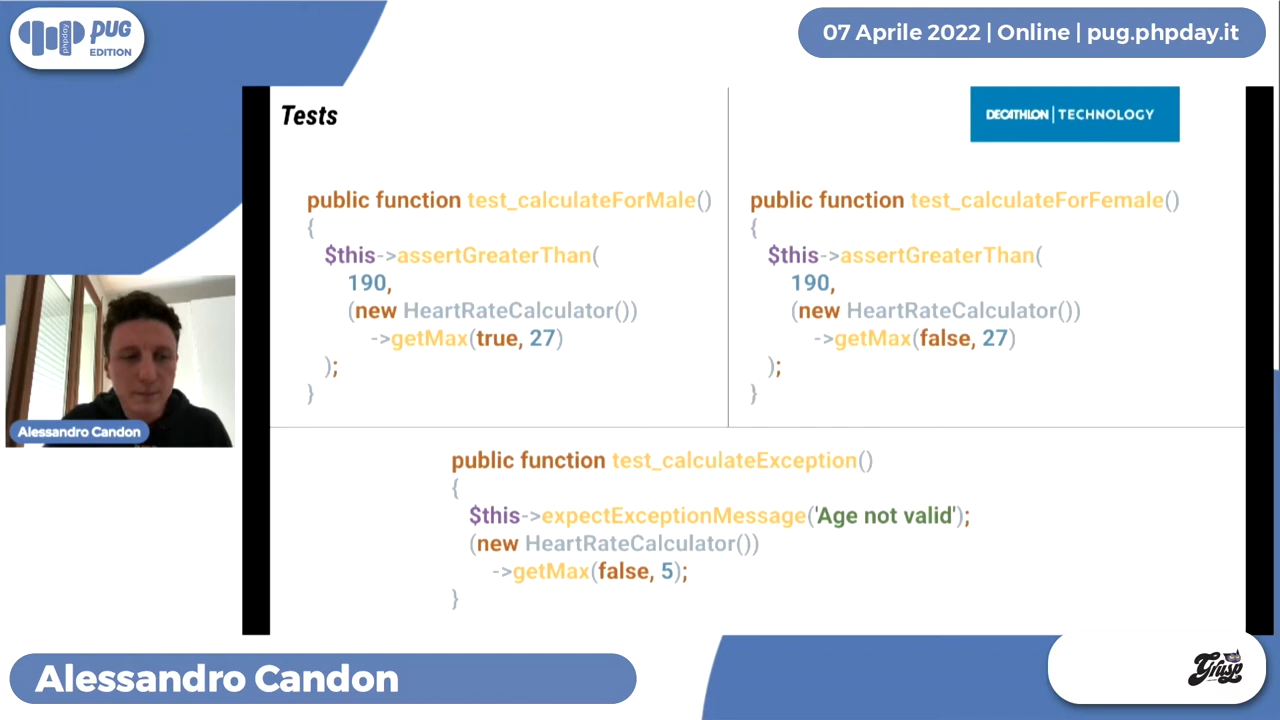 phpday
PUG
EDITION
07 Aprile 2022 | Online | pug.phpday.it
Tests
DECATHLON | TECHNOLOGY
public function test_calculateForMale()
{
$this->assertGreaterThan(
190,
(new HeartRateCalculator())
->getMax(true, 27)
);
}
public function test_calculateForFemale()
{
$this->assertGreaterThan(
190,
(new HeartRateCalculator())
->getMax(false, 27)
);
}
public function test_calculateException()
{
$this->expectExceptionMessage('Age not valid');
(new HeartRateCalculator())
->getMax(false, 5);
}
Alessandro Candon
Alessandro Candon
Grusp